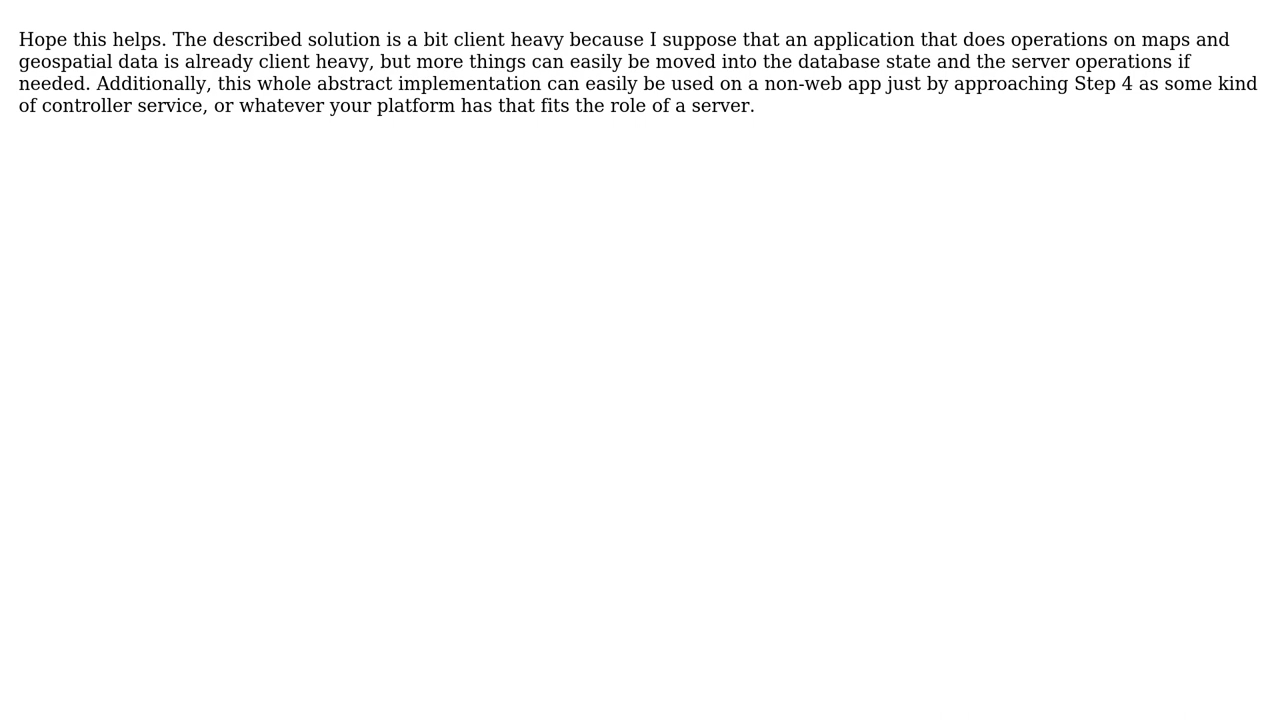 Hope this helps. The described solution is a bit client heavy because I suppose that an application that does operations on maps and
geospatial data is already client heavy, but more things can easily be moved into the database state and the server operations if
needed. Additionally, this whole abstract implementation can easily be used on a non-web app just by approaching Step 4 as some kind
of controller service, or whatever your platform has that fits the role of a server.